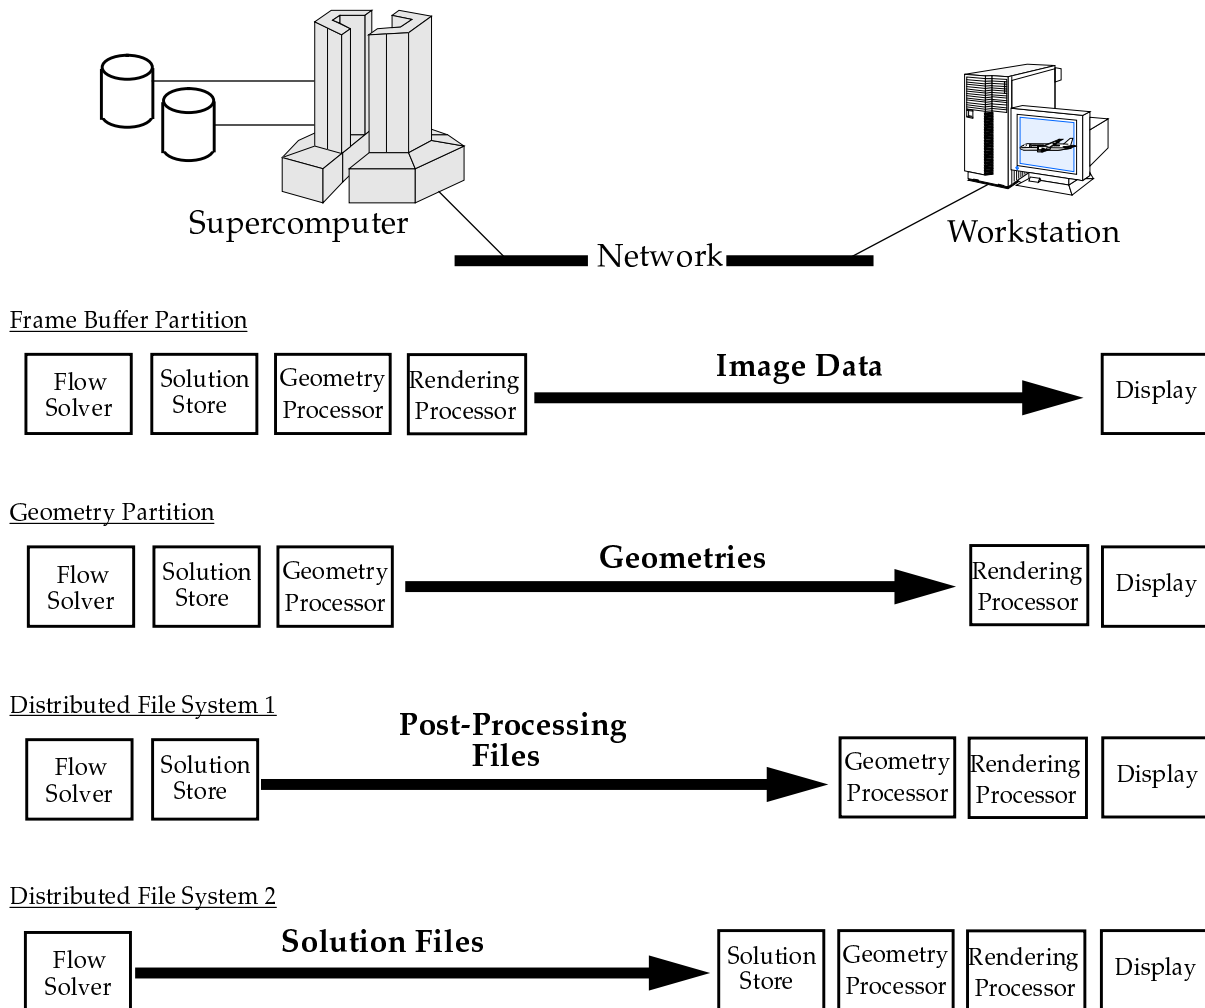 Supercomputer
Network
Workstation
Frame Buffer Partition
Flow
Solver
Solution
Store
Geometry
Processor
Rendering
Processor
Image Data
Display
Geometry Partition
Flow
Solver
Solution
Store
Geometry
Processor
Geometries
Rendering
Processor
Display
Distributed File System 1
Flow
Solver
Solution
Store
Post-Processing
Files
Geometry
Processor
Rendering
Processor
Display
Distributed File System 2
Flow
Solver
Solution Files
Solution
Store
Geometry
Processor
Rendering
Processor
Display